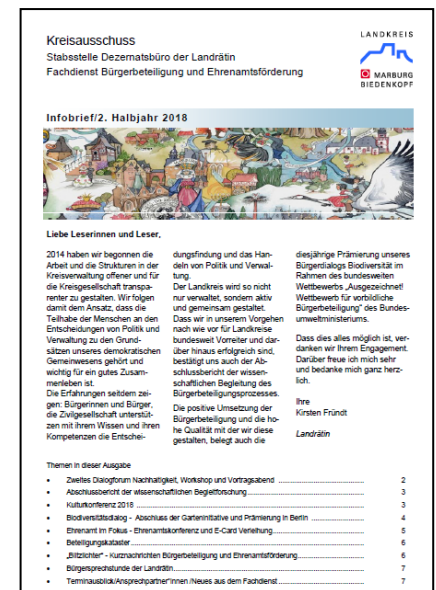 Kreisausschuss
Stabsstelle Dezernatsbüro der Landrätin
Fachdienst Bürgerbeteiligung und Ehrenamtsförderung
LANDKREIS
MARBURG
BIEDENKOPF
Infobrief/2. Halbjahr 2018
Liebe Leserinnen und Leser,
2014 haben wir begonnen die
Arbeit und die Strukturen in der
Kreisverwaltung offener und für
die Kreisgesellschaft transpa-
renter zu gestalten. Wir folgen
damit dem Ansatz, dass die
Teilhabe der Menschen an den
Entscheidungen von Politik und
Verwaltung zu den Grund-
sätzen unseres demokratischen
Gemeinwesens gehört und
wichtig für ein gutes Zusam-
menleben ist.
Die Erfahrungen seitdem zei-
gen: Bürgerinnen und Bürger,
die Zivilgesellschaft unterstüt-
zen mit ihrem Wissen und ihren
Kompetenzen die Entschei-
dungsfindung und das Han-
deln von Politik und Verwal-
tung.
Der Landkreis wird so nicht
nur verwaltet, sondern aktiv
und gemeinsam gestaltet.
Dass wir in unserem Vorgehen
nach wie vor für Landkreise
bundesweit Vorreiter und dar-
über hinaus erfolgreich sind,
bestätigt uns auch der Ab-
schlussbericht der wissen-
schaftlichen Begleitung des
Bürgerbeteiligungsprozesses.
Die positive Umsetzung der
Bürgerbeteiligung und die ho-
he Qualität mit der wir diese
gestalten, belegt auch die
diesjährige Prämierung unseres
Bürgerdialogs Biodiversität im
Rahmen des bundesweiten
Wettbewerbs „Ausgezeichnet!
Wettbewerb für vorbildliche
Bürgerbeteiligung“ des Bundes-
umweltministeriums.
Dass dies alles möglich ist, ver-
danken wir Ihrem Engagement.
Darüber freue ich mich sehr
und bedanke mich ganz herz-
lich.
Ihre
Kirsten Fründt
Landrätin
Themen in dieser Ausgabe
• Zweites Dialogforum Nachhaltigkeit, Workshop und Vortragsabend 2
• Abschlussbericht der wissenschaftlichen Begleitforschung 3
• Kulturkonferenz 2018 3
• Biodiversitätsdialog - Abschluss der Garteninitiative und Prämierung in Berlin 4
• Ehrenamt im Fokus - Ehrenamtskonferenz und E-Card Verleihung 5
• Beteiligungskataster 6
• „Blitzlichter“ - Kurznachrichten Bürgerbeteiligung und Ehrenamtsförderung 6
• Bürgersprechstunde der Landrätin 7
• Terminausblick/Ansprechpartner*innen /Neues aus dem Fachdienst 7